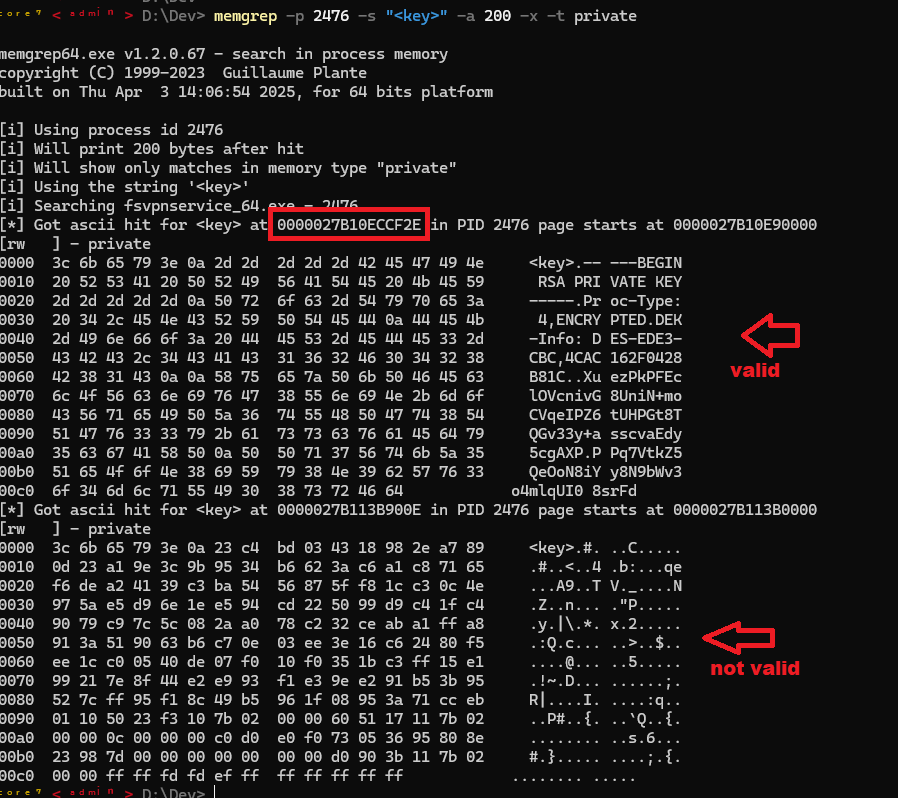 core7 < admin > D:\Dev> memgrep -p 2476 -s "<key>" -a 200 -x -t private
memgrep64.exe v1.2.0.67 - search in process memory
copyright (C) 1999-2023  Guillaume Plante
built on Thu Apr  3 14:06:54 2025, for 64 bits platform
[i] Using process id 2476
[i] Will print 200 bytes after hit
[i] Will show only matches in memory type "private"
[i] Using the string '<key>'
[i] Searching fsvpnservice_64.exe - 2476
[*] Got ascii hit for <key> at 0000027B10ECCF2E in PID 2476 page starts at 0000027B10E90000
[rw   ] - private
0000  3c 6b 65 79 3e 0a 2d 2d  2d 2d 2d 42 45 47 49 4e     <key>.-- ---BEGIN
0010  20 52 53 41 20 50 52 49  56 41 54 45 20 4b 45 59      RSA PRI VATE KEY
0020  2d 2d 2d 2d 2d 0a 50 72  6f 63 2d 54 79 70 65 3a     -----.Pr oc-Type:
0030  20 34 2c 45 4e 43 52 59  50 54 45 44 0a 44 45 4b      4,ENCRY PTED.DEK
0040  2d 49 6e 66 6f 3a 20 44  45 53 2d 45 44 45 33 2d     -Info: D ES-EDE3-
0050  43 42 43 2c 34 43 41 43  31 36 32 46 30 34 32 38     CBC,4CAC 162F0428
0060  42 38 31 43 0a 0a 58 75  65 7a 50 6b 50 46 45 63     B81C..Xu ezPkPFEc
0070  6c 4f 56 63 6e 69 76 47  38 55 6e 69 4e 2b 6d 6f     lOVcnivG 8UniN+mo
0080  43 56 71 65 49 50 5a 36  74 55 48 50 47 74 38 54     CVqeIPZ6 tUHPGt8T
0090  51 47 76 33 33 79 2b 61  73 73 63 76 61 45 64 79     QGv33y+a sscvaEdy
00a0  35 63 67 41 58 50 0a 50  50 71 37 56 74 6b 5a 35     5cgAXP.P Pq7VtkZ5
00b0  51 65 4f 6f 4e 38 69 59  79 38 4e 39 62 57 76 33     QeOoN8iY y8N9bWv3
00c0  6f 34 6d 6c 71 55 49 30  38 73 72 46 64            o4mlqUI0 8srFd
valid
[*] Got ascii hit for <key> at 0000027B113B900E in PID 2476 page starts at 0000027B113B0000
[rw   ] - private
0000  3c 6b 65 79 3e 0a 23 c4  bd 03 43 18 98 2e a7 89     <key>.#. ..C.....
0010  0d 23 a1 9e 3c 9b 95 34  b6 62 3a c6 a1 c8 71 65     .#..<..4 .b:...qe
0020  f6 de a2 41 39 c3 ba 54  56 87 5f f8 1c c3 0c 4e     ...A9..T V._....N
0030  97 5a e5 d9 6e 1e e5 94  cd 22 50 99 d9 c4 1f c4     .Z..n... ."P.....
0040  90 79 c9 7c 5c 08 2a a0  78 c2 32 ce ab a1 ff a8     .y.|\.*. x.2.....
0050  91 3a 51 90 63 b6 c7 0e  03 ee 3e 16 c6 24 80 f5     .:Q.c... ..>..$..
0060  ee 1c c0 05 40 de 07 f0  10 f0 35 1b c3 ff 15 e1     ....@... ..5.....
0070  99 21 7e 8f 44 e2 e9 93  f1 e3 9e e2 91 b5 3b 95     .!~.D... ......;.
0080  52 7c ff 95 f1 8c 49 b5  96 1f 08 95 3a 71 cc eb     R|....I. ....:q..
0090  01 10 50 23 f3 10 7b 02  00 00 60 51 17 11 7b 02     ..P#..{. ..`Q..{.
00a0  00 00 0c 00 00 00 c0 d0  e0 f0 73 05 36 95 80 8e     ........ ..s.6...
00b0  23 98 7d 00 00 00 00 00  00 00 d0 90 3b 11 7b 02     #.}..... ....;.{.
00c0  00 00 ff ff fd fd ef ff  ff ff ff ff ff            ........ .....
not valid
core7 < admin > D:\Dev>